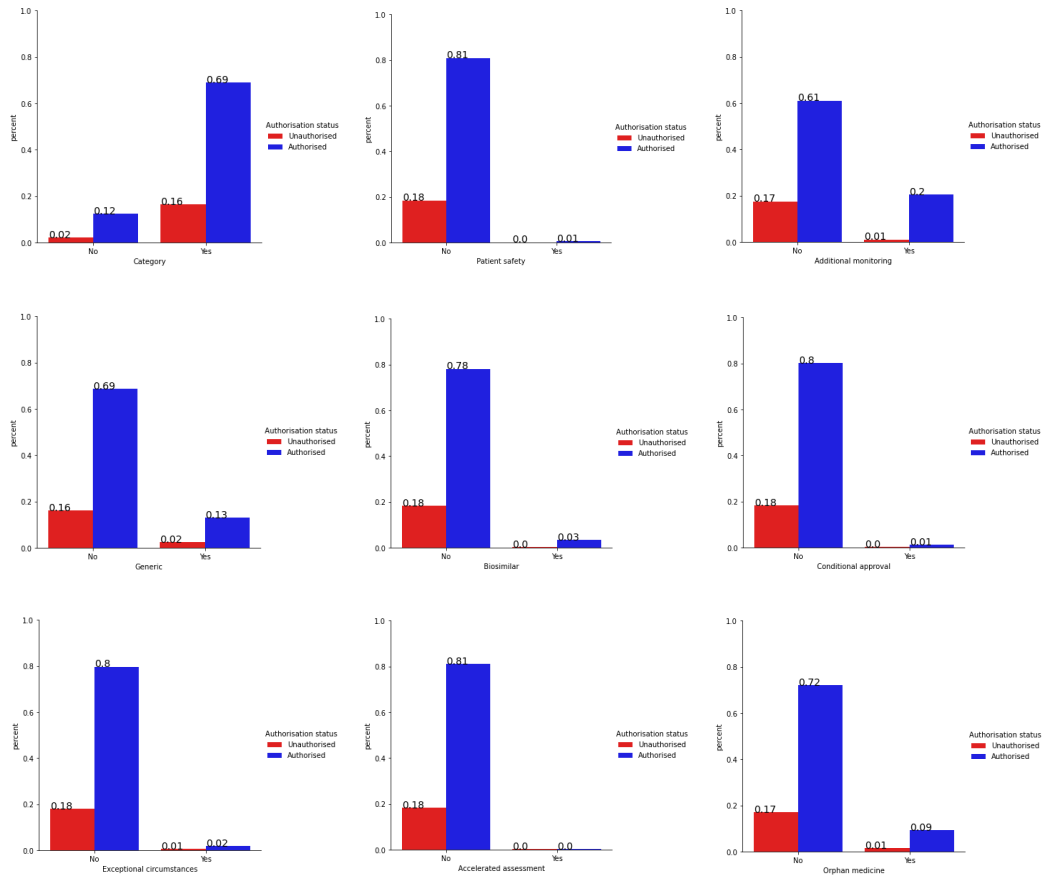 1.0
0.8
0.6
0.4
0.2
0.0
percent
0.02
0.12
0.16
0.69
No
Yes
Category
Authorisation status
Unauthorised
Authorised
1.0
0.8
0.6
0.4
0.2
0.0
percent
0.18
0.81
0.0
0.01
No
Yes
Patient safety
Authorisation status
Unauthorised
Authorised
1.0
0.8
0.6
0.4
0.2
0.0
percent
0.17
0.61
0.01
0.2
No
Yes
Additional monitoring
Authorisation status
Unauthorised
Authorised
1.0
0.8
0.6
0.4
0.2
0.0
percent
0.16
0.69
0.02
0.13
No
Yes
Generic
Authorisation status
Unauthorised
Authorised
1.0
0.8
0.6
0.4
0.2
0.0
percent
0.18
0.78
0.0
0.03
No
Yes
Biosimilar
Authorisation status
Unauthorised
Authorised
1.0
0.8
0.6
0.4
0.2
0.0
percent
0.18
0.8
0.0
0.01
No
Yes
Conditional approval
Authorisation status
Unauthorised
Authorised
1.0
0.8
0.6
0.4
0.2
0.0
percent
0.18
0.8
0.01
0.02
No
Yes
Exceptional circumstances
Authorisation status
Unauthorised
Authorised
1.0
0.8
0.6
0.4
0.2
0.0
percent
0.18
0.81
0.0
0.0
No
Yes
Accelerated assessment
Authorisation status
Unauthorised
Authorised
1.0
0.8
0.6
0.4
0.2
0.0
percent
0.17
0.72
0.01
0.09
No
Yes
Orphan medicine
Authorisation status
Unauthorised
Authorised